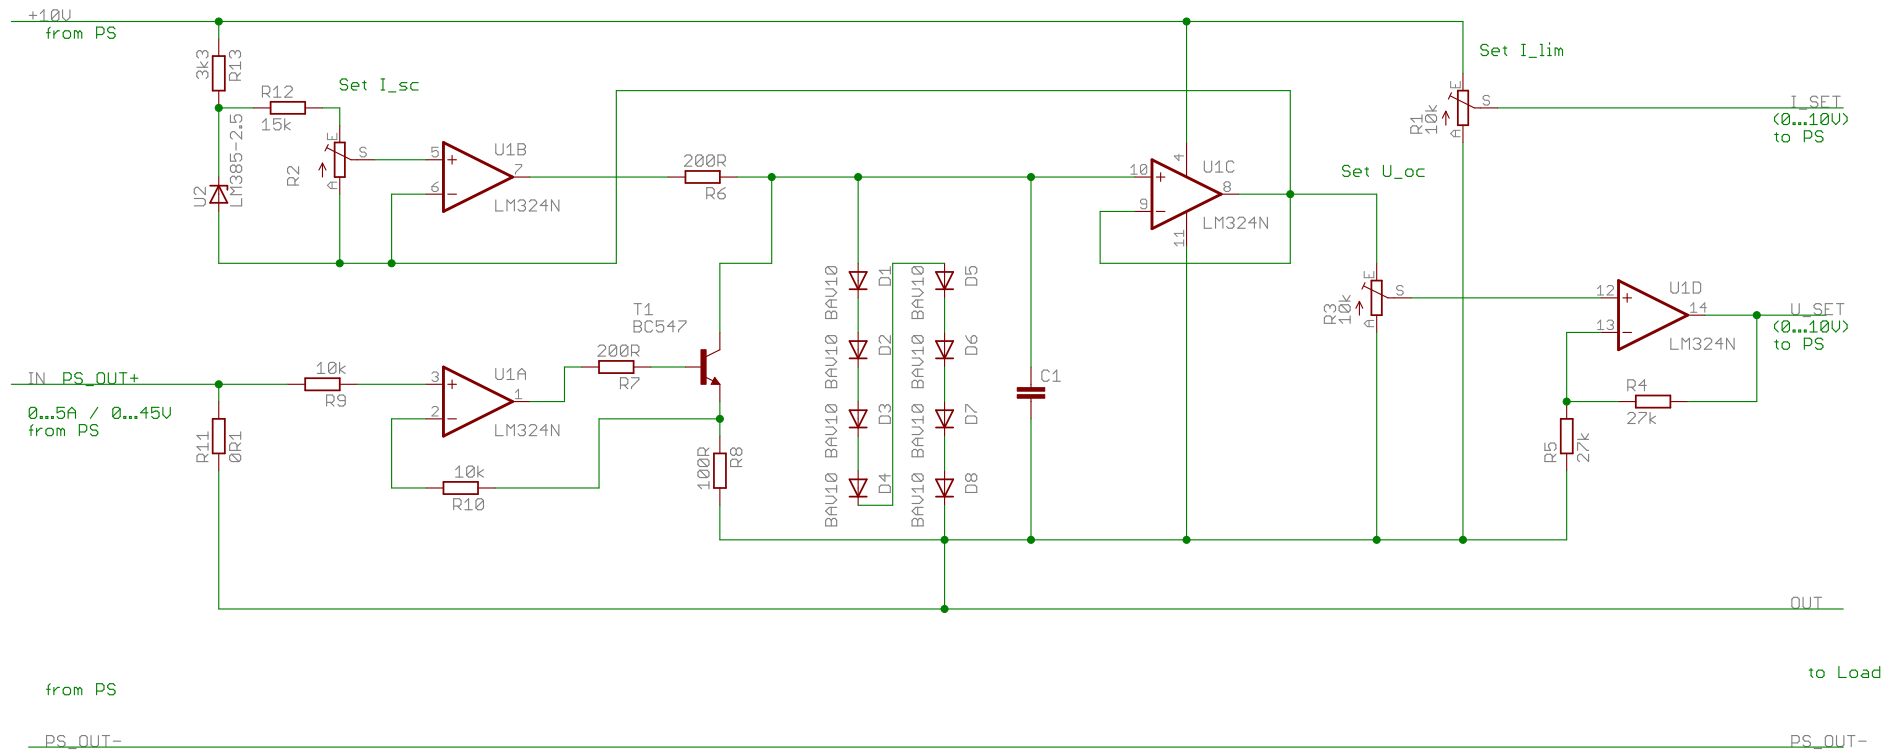 +10V
from PS
3k3
R13
R12
15k
Set I_sc
E
S
A
R2
U2
LM385-2.5
5
6
7
U1B
LM324N
200R
R6
10
9
8
4
11
U1C
LM324N
Set I_lim
E
S
A
R1
10k
I_SET
(0...10V)
to PS
Set U_oc
E
S
A
R3
10k
12
13
14
U1D
LM324N
U_SET
(0...10V)
to PS
R4
27k
R5
27k
BAV10
D1
BAV10
D5
BAV10
D2
BAV10
D6
BAV10
D3
BAV10
D7
BAV10
D4
BAV10
D8
C1
T1
BC547
200R
R7
IN PS_OUT+
0...5A / 0...45V
from PS
10k
R9
3
2
1
U1A
LM324N
R11
0R1
10k
R10
100R
R8
OUT
from PS
to Load
PS_OUT-
PS_OUT-